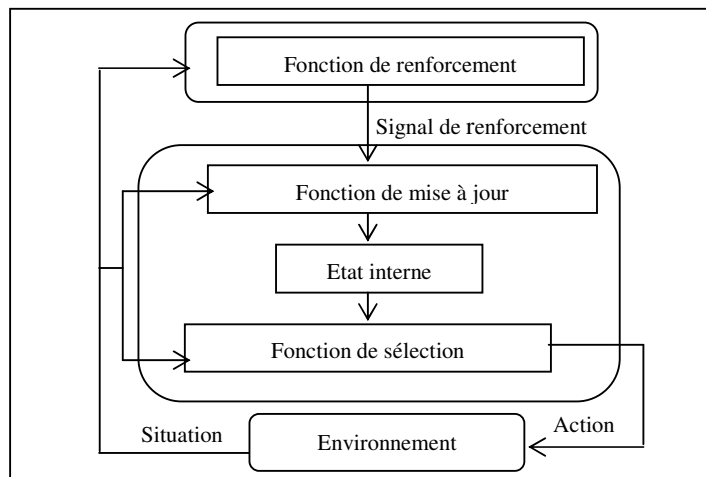 Fonction de renforcement
Signal de renforcement
Fonction de mise à jour
Etat interne
Fonction de sélection
Situation
Environnement
Action